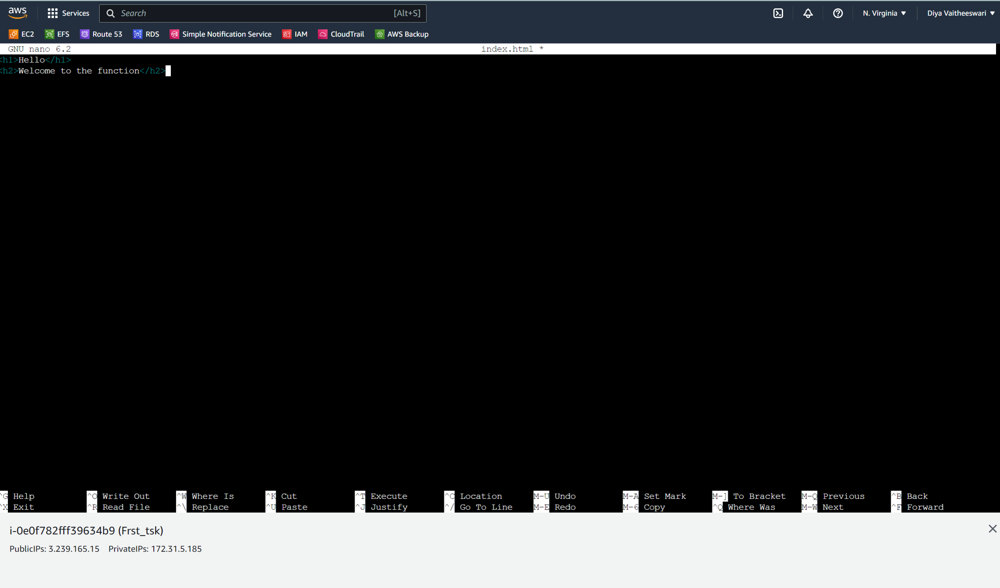 aws Services Search [Alt+S] N. Virginia ▼ Diya Vaitheeswari ▼
EC2 EFS Route 53 RDS Simple Notification Service IAM CloudTrail AWS Backup
GNU nano 6.2 index.html *
<h1>Hello</h1>
<h2>Welcome to the function</h2>
^G Help ^O Write Out ^W Where Is ^K Cut ^T Execute ^C Location M-U Undo M-A Set Mark M-] To Bracket M-Q Previous ^B Back
^X Exit ^R Read File ^\ Replace ^U Paste ^J Justify ^/ Go To Line M-E Redo M-6 Copy ^Q Where Was M-W Next ^F Forward
i-0e0f782fff39634b9 (Frst_tsk)
PublicIPs: 3.239.165.15 PrivateIPs: 172.31.5.185